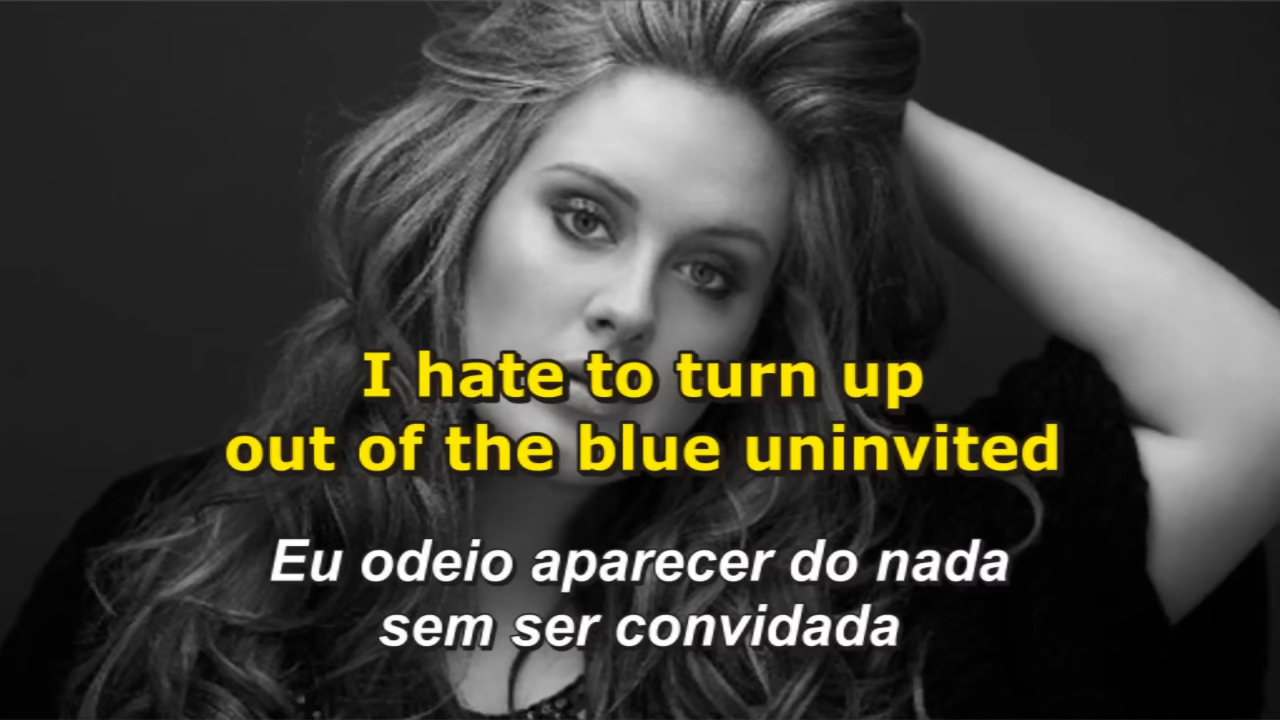 I hate to turn up
out of the blue uninvited
Eu odeio aparecer do nada
sem ser convidada